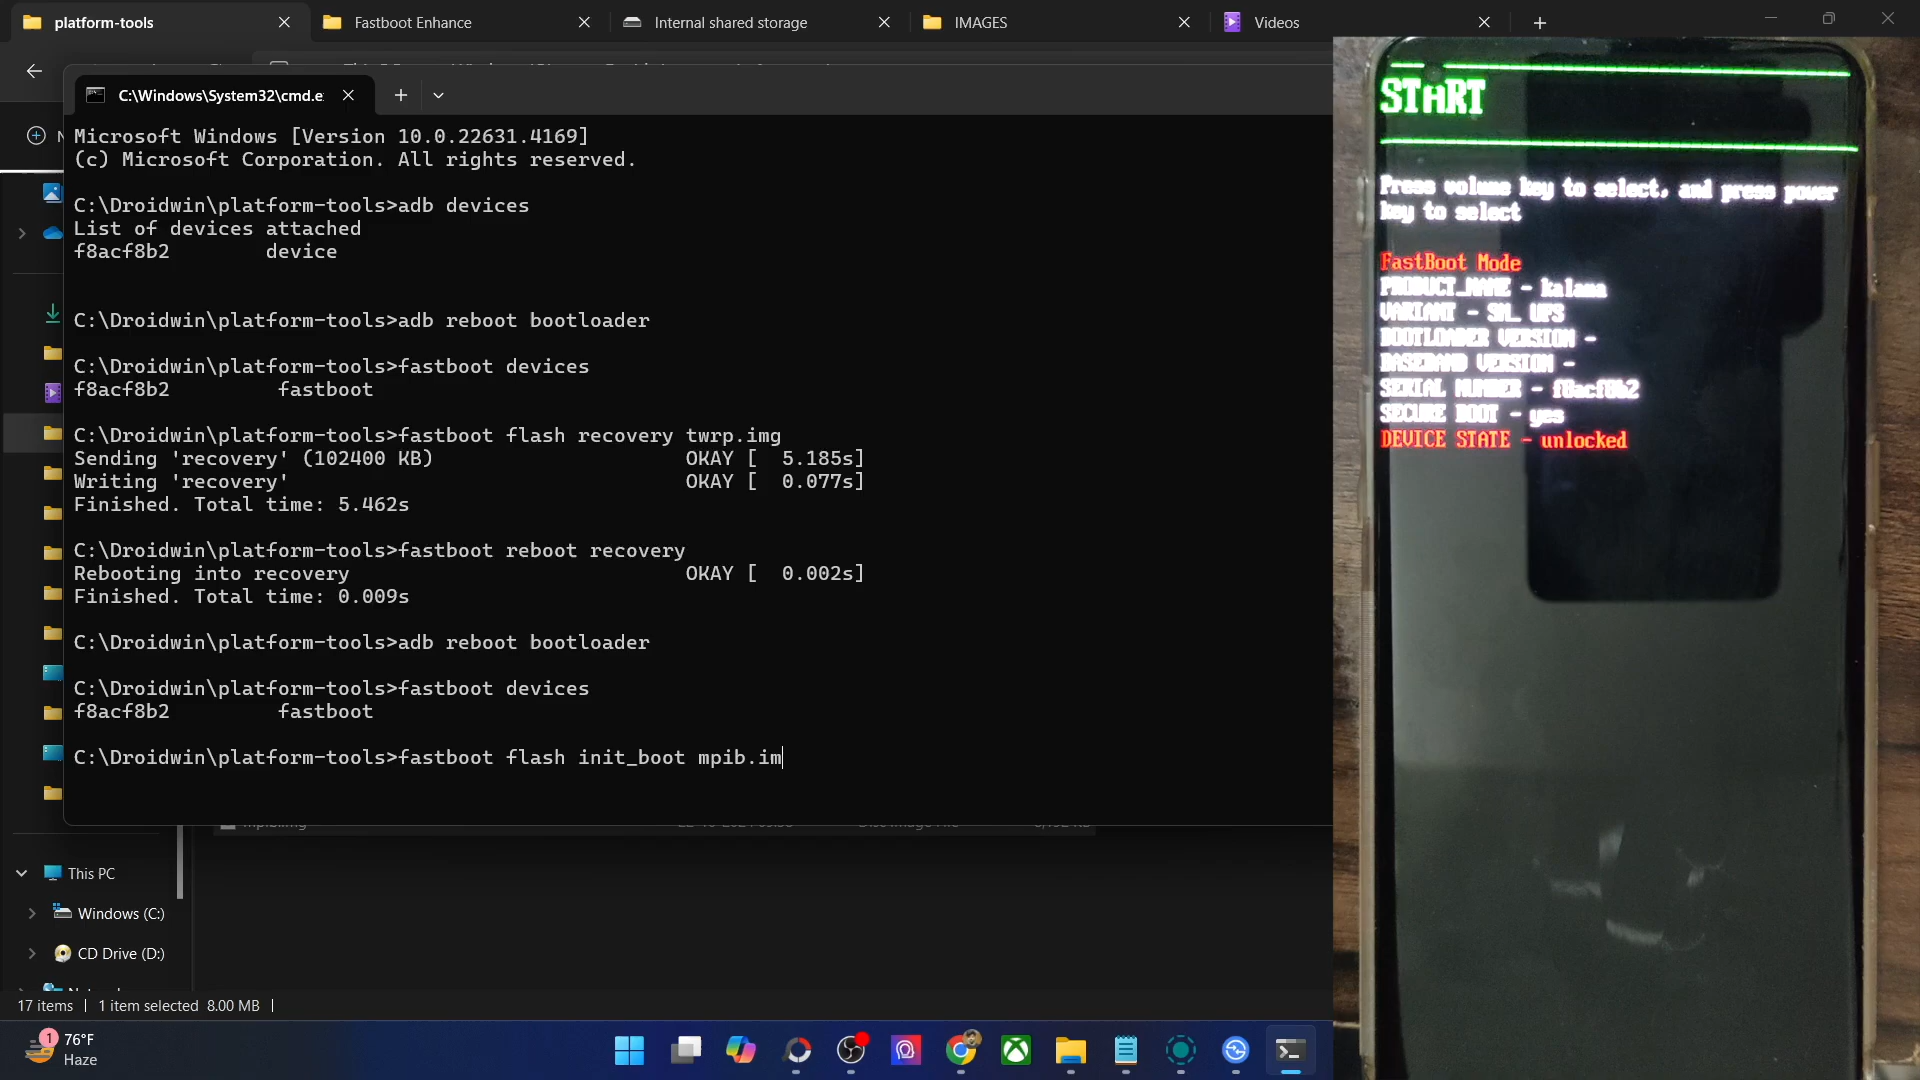 platform-tools
Fastboot Enhance
Internal shared storage
IMAGES
Videos
C:\Windows\System32\cmd.e
Microsoft Windows [Version 10.0.22631.4169]
(c) Microsoft Corporation. All rights reserved.
C:\Droidwin\platform-tools>adb devices
List of devices attached
f8acf8b2 device
C:\Droidwin\platform-tools>adb reboot bootloader
C:\Droidwin\platform-tools>fastboot devices
f8acf8b2 fastboot
C:\Droidwin\platform-tools>fastboot flash recovery twrp.img
Sending 'recovery' (102400 KB) OKAY [ 5.185s]
Writing 'recovery' OKAY [ 0.077s]
Finished. Total time: 5.462s
C:\Droidwin\platform-tools>fastboot reboot recovery
Rebooting into recovery OKAY [ 0.002s]
Finished. Total time: 0.009s
C:\Droidwin\platform-tools>adb reboot bootloader
C:\Droidwin\platform-tools>fastboot devices
f8acf8b2 fastboot
C:\Droidwin\platform-tools>fastboot flash init_boot mpib.im
This PC
Windows (C:)
CD Drive (D:)
17 items
1 item selected 8.00 MB
1
76°F
Haze
START
Press volume key to select, and press power
key to select
FastBoot Mode
PRODUCT_NAME - kalama
VARIANT - SM_ UFS
BOOTLOADER VERSION -
BASEBAND VERSION -
SERIAL NUMBER - f8acf8b2
SECURE BOOT - yes
DEVICE STATE - unlocked